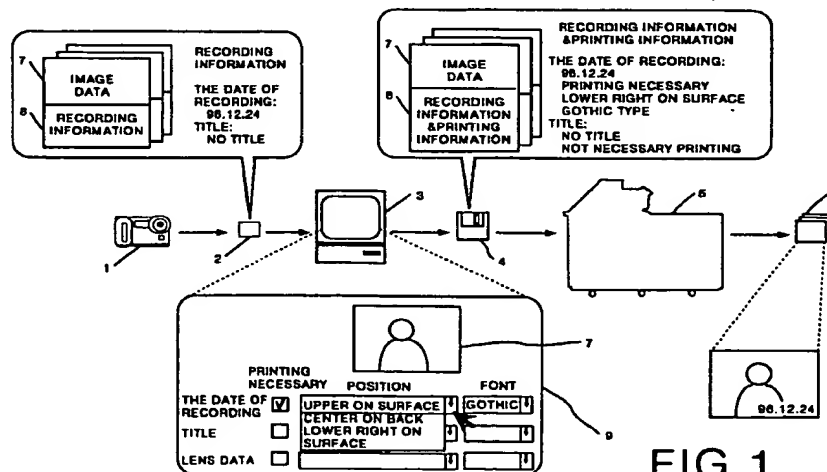 7
IMAGE
DATA
8
RECORDING
INFORMATION
RECORDING
INFORMATION
THE DATE OF
RECORDING:
96.12.24
TITLE:
NO TITLE
7
IMAGE
DATA
8
RECORDING
INFORMATION
&PRINTING
INFORMATION
RECORDING INFORMATION
&PRINTING INFORMATION
THE DATE OF RECORDING:
96.12.24
PRINTING NECESSARY
LOWER RIGHT ON SURFACE
GOTHIC TYPE
TITLE:
NO TITLE
NOT NECESSARY PRINTING
1
2
3
4
5
7
9
PRINTING
NECESSARY
POSITION
FONT
THE DATE OF
RECORDING
UPPER ON SURFACE
GOTHIC
CENTER ON BACK
LOWER RIGHT ON
SURFACE
TITLE
LENS DATA
96.12.24
FIG.1